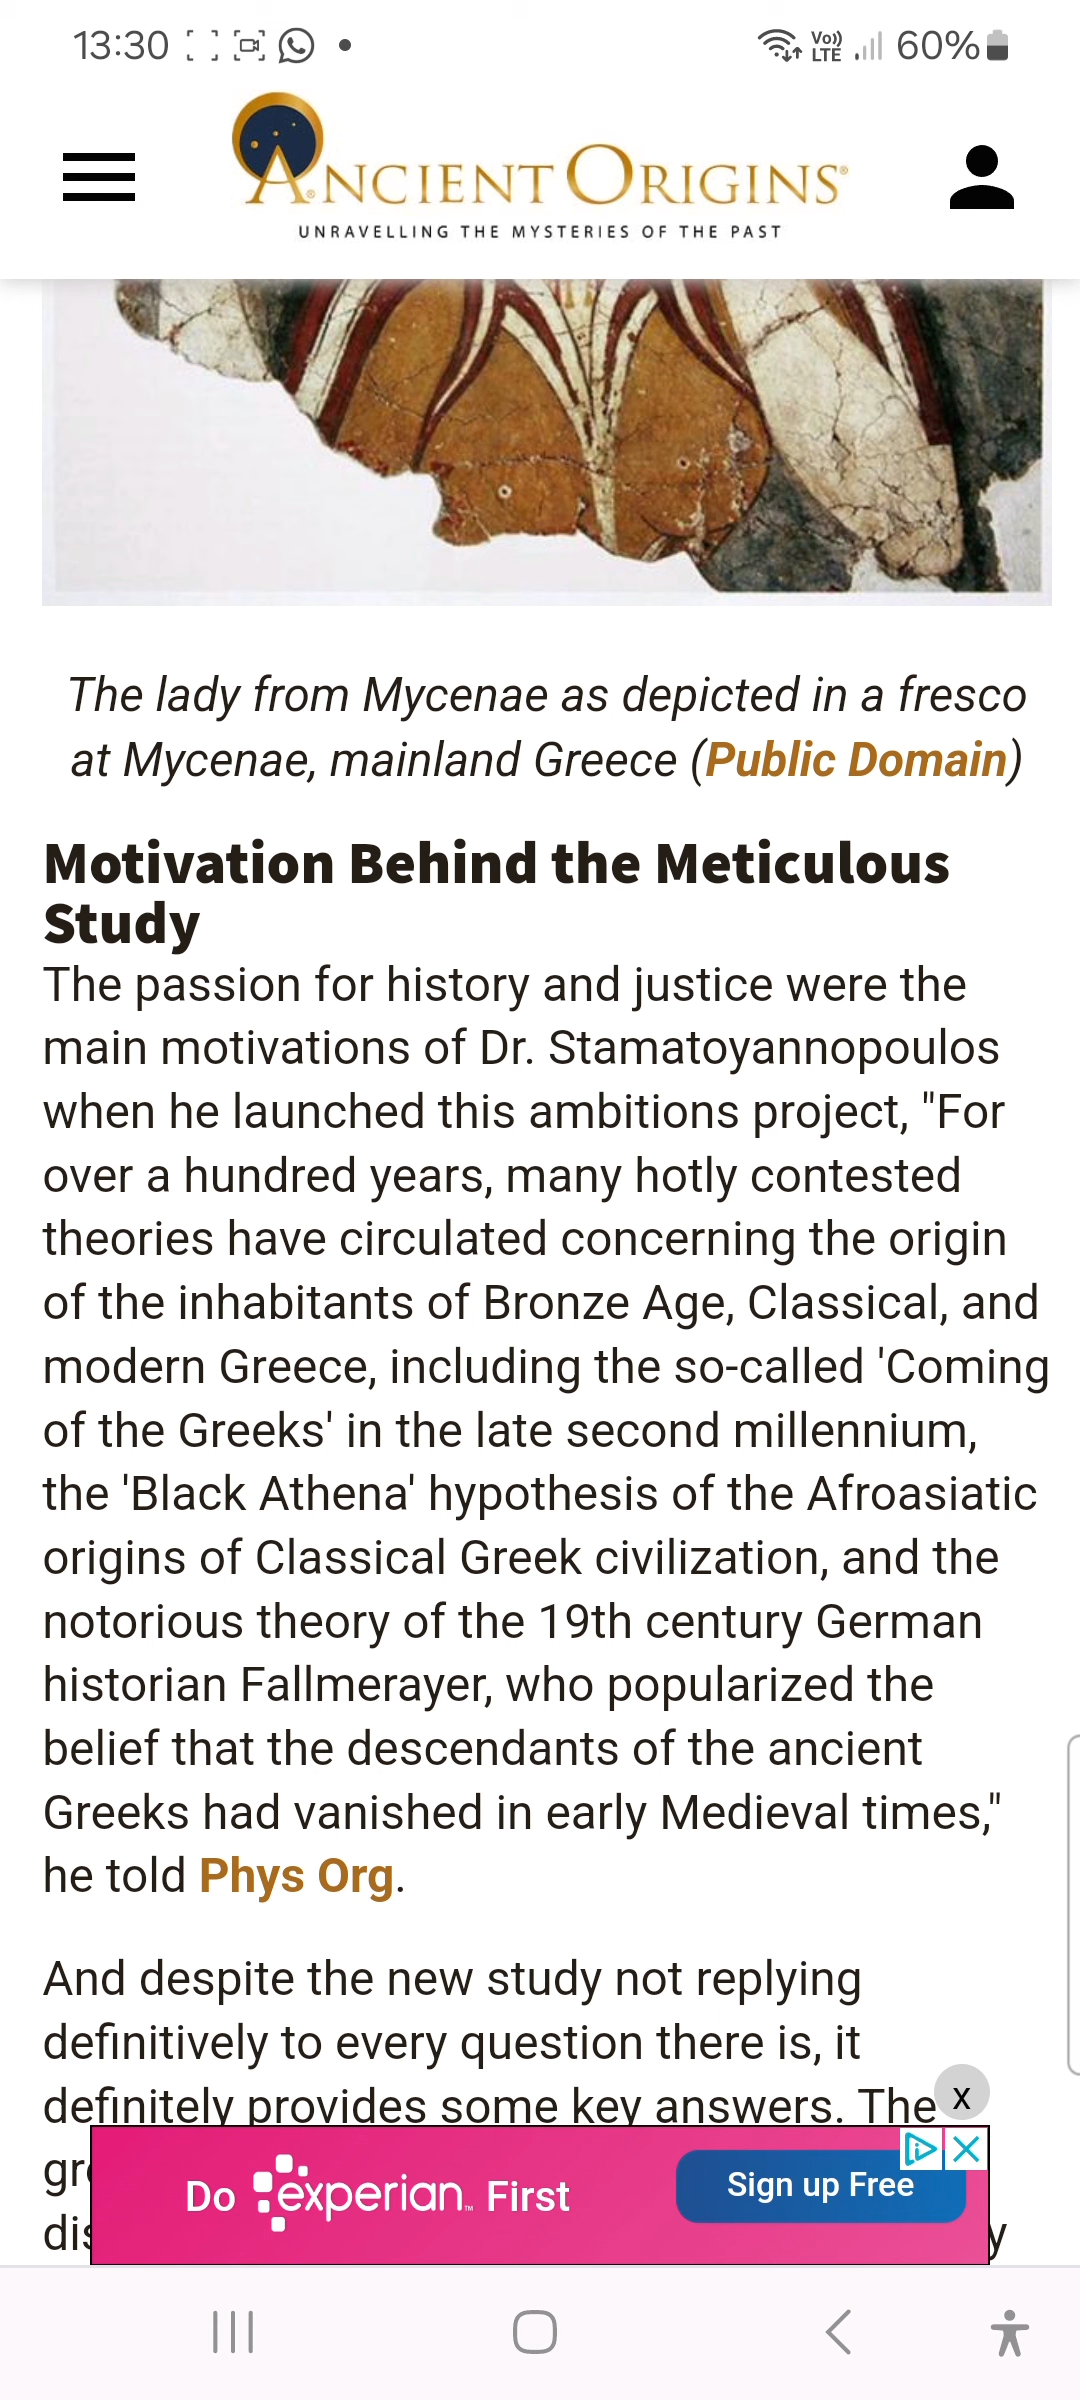 13:30
Vo))
LTE
60%
ANCIENT ORIGINS®
UNRAVELLING THE MYSTERIES OF THE PAST
The lady from Mycenae as depicted in a fresco
at Mycenae, mainland Greece (Public Domain)
Motivation Behind the Meticulous
Study
The passion for history and justice were the
main motivations of Dr. Stamatoyannopoulos
when he launched this ambitions project, "For
over a hundred years, many hotly contested
theories have circulated concerning the origin
of the inhabitants of Bronze Age, Classical, and
modern Greece, including the so-called 'Coming
of the Greeks' in the late second millennium,
the 'Black Athena' hypothesis of the Afroasiatic
origins of Classical Greek civilization, and the
notorious theory of the 19th century German
historian Fallmerayer, who popularized the
belief that the descendants of the ancient
Greeks had vanished in early Medieval times,"
he told Phys Org.
And despite the new study not replying
definitively to every question there is, it
definitely provides some key answers. The
x
Do experian™ First
Sign up Free